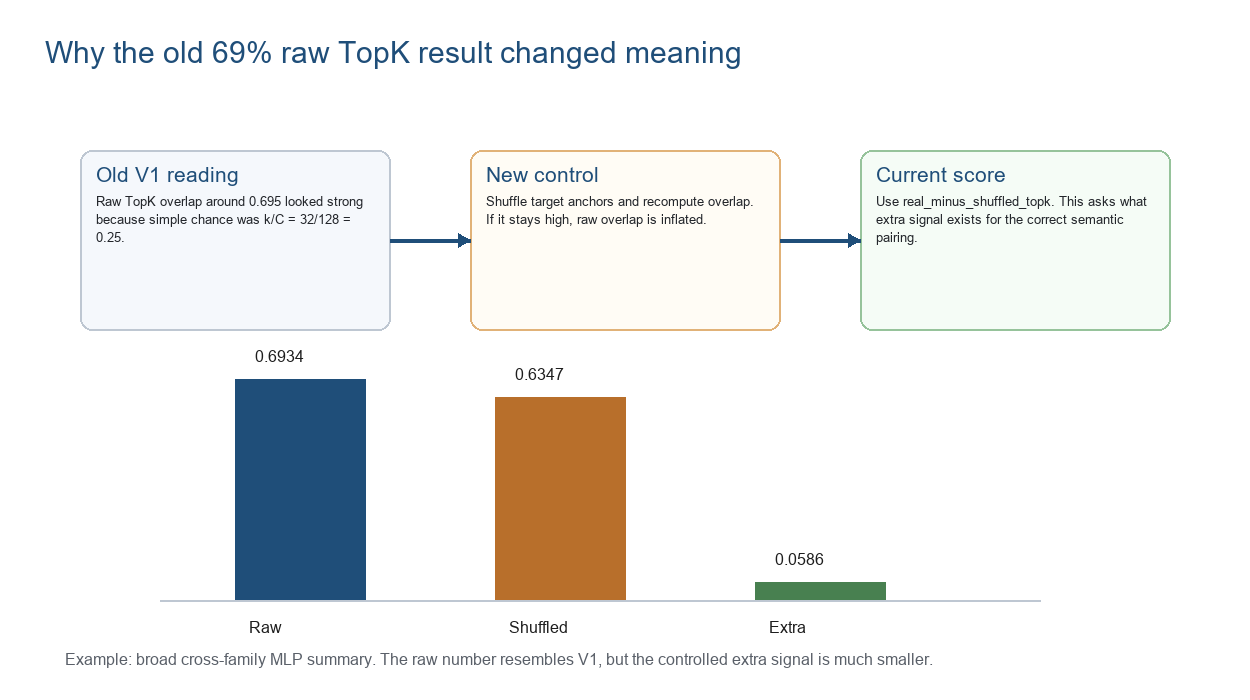 Why the old 69% raw TopK result changed meaning
Old V1 reading
Raw TopK overlap around 0.695 looked strong
because simple chance was k/C = 32/128 =
0.25.
New control
Shuffle target anchors and recompute overlap.
If it stays high, raw overlap is inflated.
Current score
Use real_minus_shuffled_topk. This asks what
extra signal exists for the correct semantic
pairing.
0.6934
0.6347
0.0586
Raw
Shuffled
Extra
Example: broad cross-family MLP summary. The raw number resembles V1, but the controlled extra signal is much smaller.